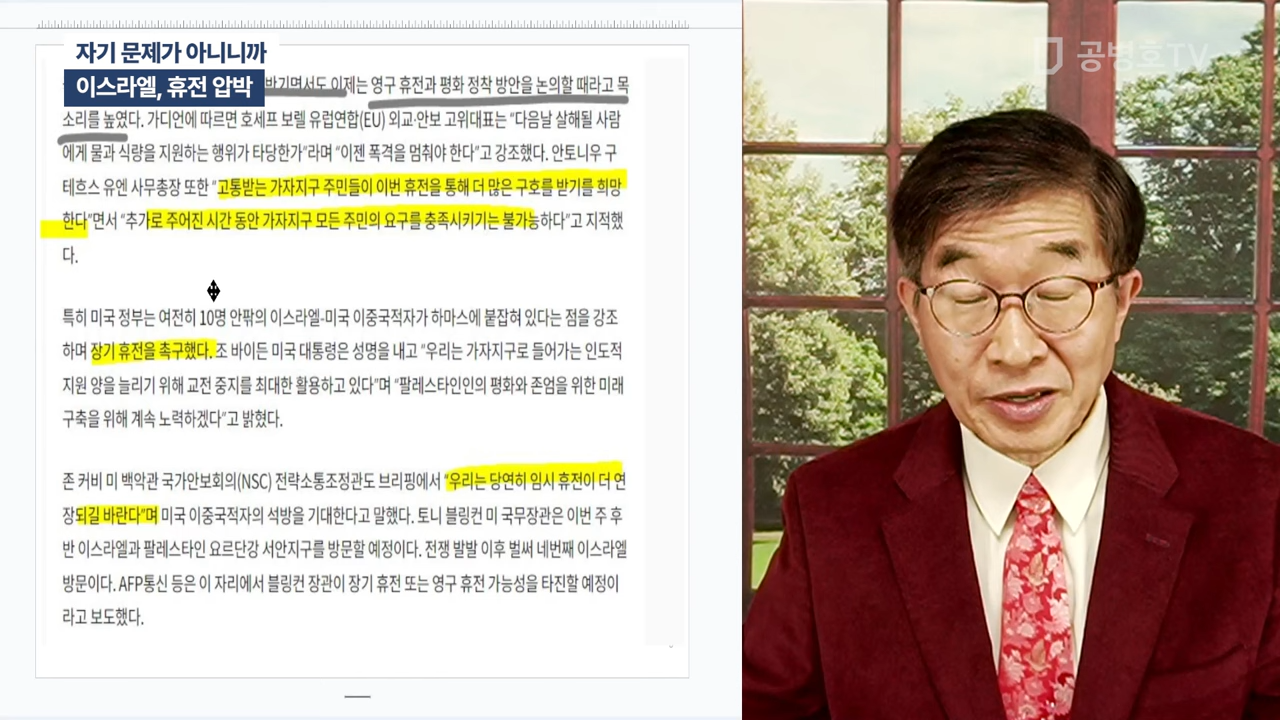 자기 문제가 아니니까
이스라엘, 휴전 압박
공병호TV
반기면서도 이제는 영구 휴전과 평화 정착 방안을 논의할 때라고 목
소리를 높였다. 가디언에 따르면 호세프 보렐 유럽연합(EU) 외교·안보 고위대표는 “다음날 살해될 사람
에게 물과 식량을 지원하는 행위가 타당한가”라며 “이젠 폭격을 멈춰야 한다”고 강조했다. 안토니우 구
테흐스 유엔 사무총장 또한 “고통받는 가자지구 주민들이 이번 휴전을 통해 더 많은 구호를 받기를 희망
한다”면서 “추가로 주어진 시간 동안 가자지구 모든 주민의 요구를 충족시키기는 불가능하다”고 지적했
다.
특히 미국 정부는 여전히 10명 안팎의 이스라엘-미국 이중국적자가 하마스에 붙잡혀 있다는 점을 강조
하며 장기 휴전을 촉구했다. 조 바이든 미국 대통령은 성명을 내고 “우리는 가자지구로 들어가는 인도적
지원 양을 늘리기 위해 교전 중지를 최대한 활용하고 있다”며 “팔레스타인인의 평화와 존엄을 위한 미래
구축을 위해 계속 노력하겠다”고 밝혔다.
존 커비 미 백악관 국가안보회의(NSC) 전략소통조정관도 브리핑에서 “우리는 당연히 임시 휴전이 더 연
장되길 바란다”며 미국 이중국적자의 석방을 기대한다고 말했다. 토니 블링컨 미 국무장관은 이번 주 후
반 이스라엘과 팔레스타인 요르단강 서안지구를 방문할 예정이다. 전쟁 발발 이후 벌써 네번째 이스라엘
방문이다. AFP통신 등은 이 자리에서 블링컨 장관이 장기 휴전 또는 영구 휴전 가능성을 타진할 예정이
라고 보도했다.